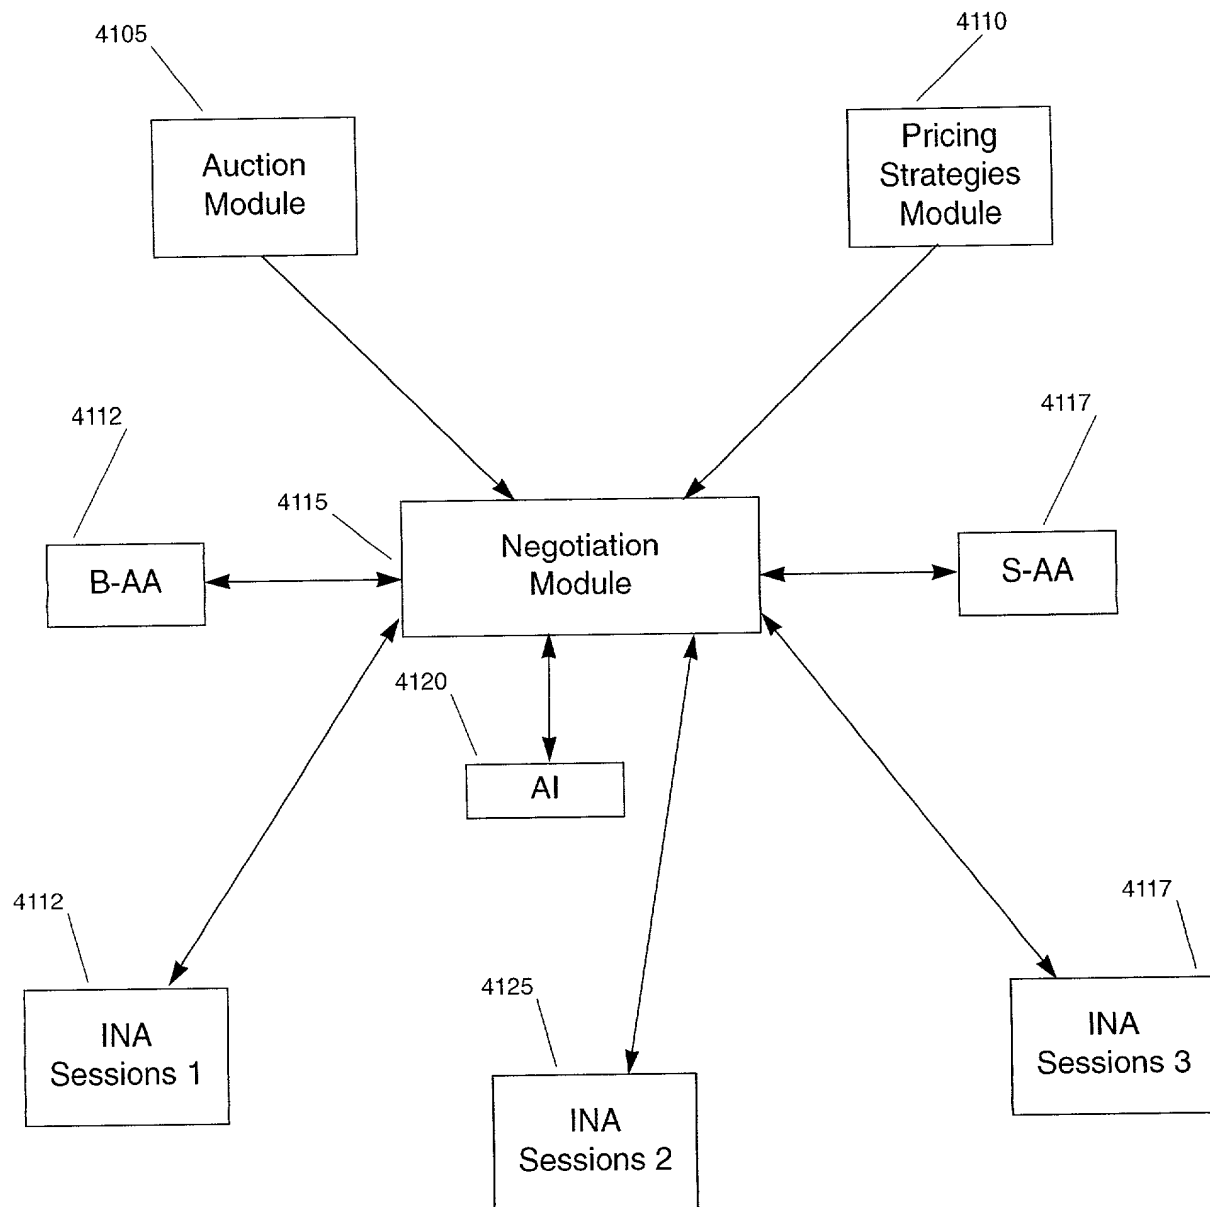 4105
4110
Auction
Module
Pricing
Strategies
Module
4112
4117
4115
B-AA
Negotiation
Module
S-AA
4120
AI
4112
4117
4125
INA
Sessions 1
INA
Sessions 3
INA
Sessions 2